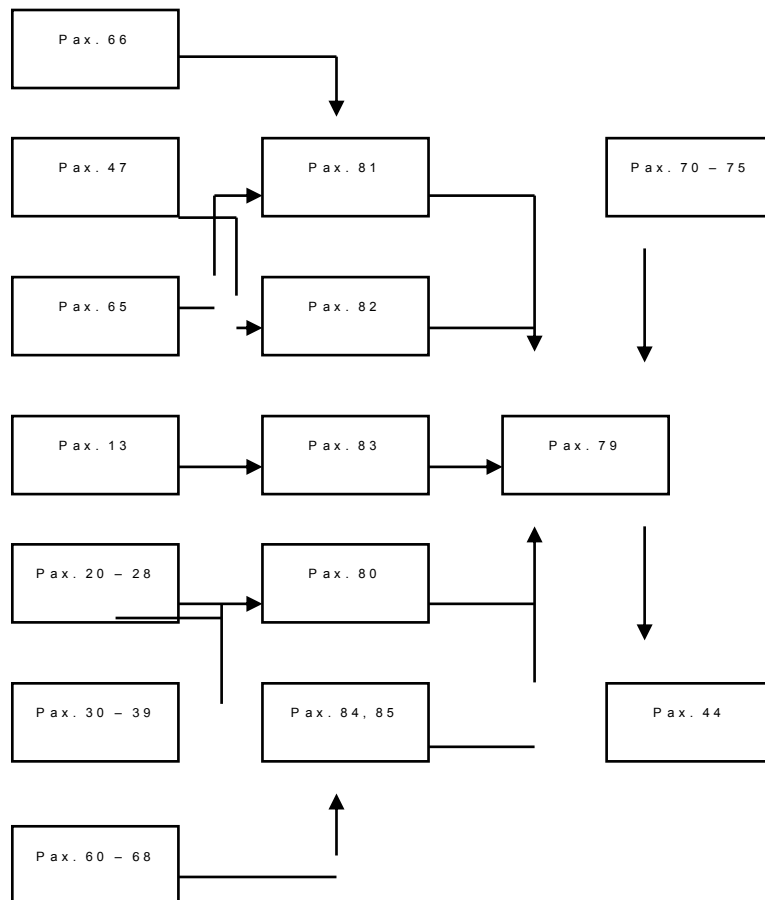 Pax. 66
Pax. 47
Pax. 81
Pax. 70 – 75
Pax. 65
Pax. 82
Pax. 13
Pax. 83
Pax. 79
Pax. 20 – 28
Pax. 80
Pax. 30 – 39
Pax. 84, 85
Pax. 44
Pax. 60 – 68